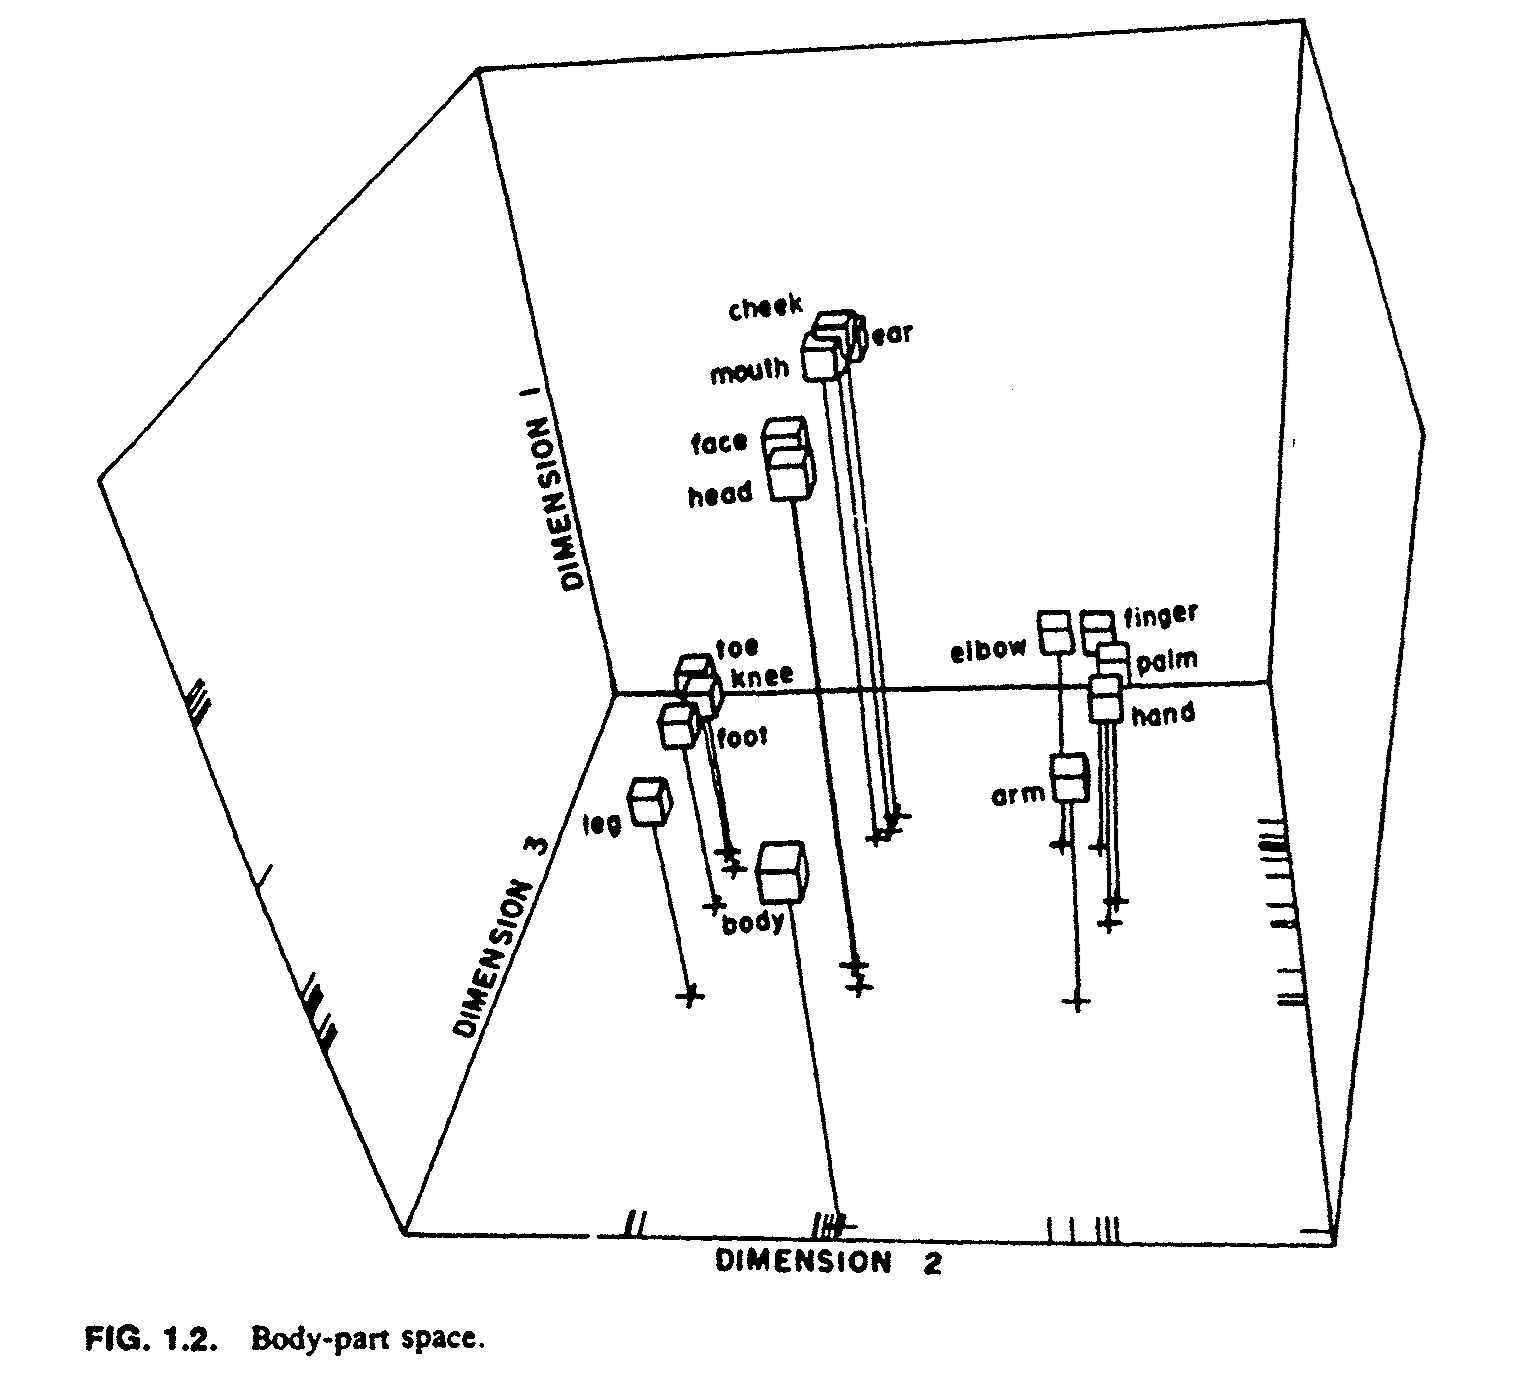 cheek
ear
mouth
face
head
DIMENSION 1
toe
knee
foot
leg
body
elbow
finger
palm
hand
arm
DIMENSION 3
DIMENSION 2
FIG. 1.2. Body-part space.